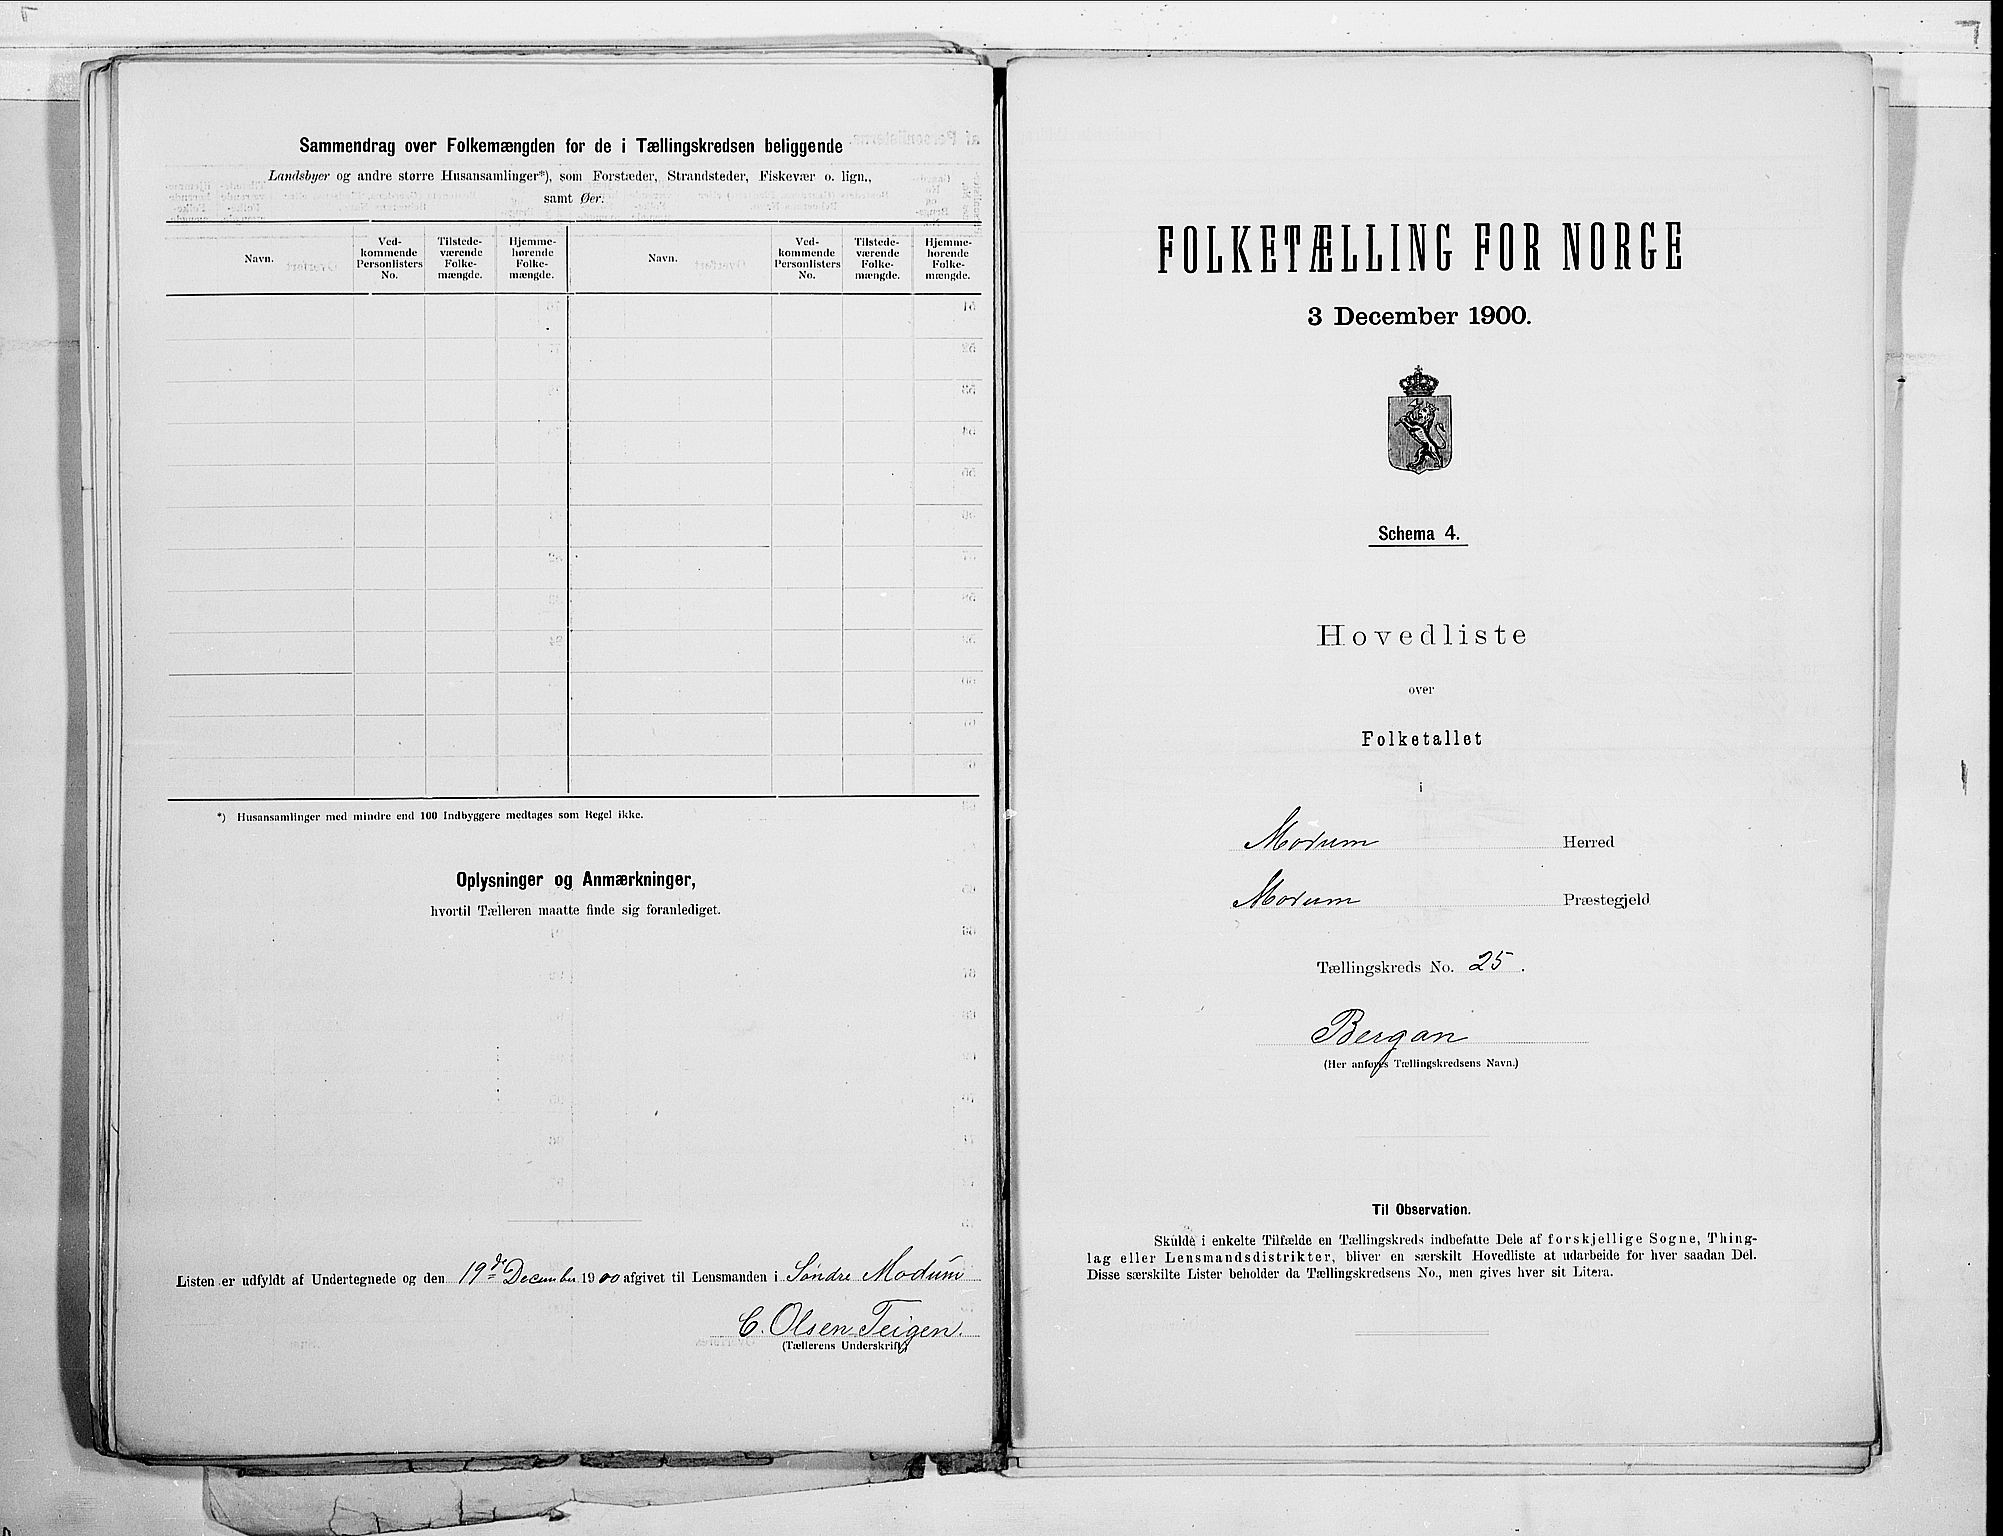 Sammendrag over Folkemængden for de i Tællingskredsen beliggende
Landsbyer og andre større Husansamlinger*), som Forstæder, Strandsteder, Fiskevær o. lign.,
samt Øer.
Navn.
Ved-
kommende
Personlisters
No.
Tilstede-
værende
Folke-
mængde.
Hjemme-
hørende
Folke-
mængde.
Navn.
Ved-
kommende
Personlisters
No.
Tilstede-
værende
Folke-
mængde.
Hjemme-
hørende
Folke-
mængde.
*) Husansamlinger med mindre end 100 Indbyggere medtages som Regel ikke.
Oplysninger og Anmærkninger,
hvortil Tælleren maatte finde sig foranlediget.
Listen er udfyldt af Undertegnede og den 19de December 1900 afgivet til Lensmanden i Søndre Modum
C. Olsen Teigen.
(Tællerens Underskrift)
FOLKETÆLLING FOR NORGE
3 December 1900.
Schema 4.
Hovedliste
over
Folketallet
i
Modum Herred
Modum Præstegjeld
Tællingskreds No. 25.
Bergan
(Her anføres Tællingskredsens Navn.)
Til Observation.
Skulde i enkelte Tilfælde en Tællingskreds indbefatte Dele af forskjellige Sogne, Thing-
lag eller Lensmandsdistrikter, bliver en særskilt Hovedliste at udarbeide for hver saadan Del.
Disse særskilte Lister beholder da Tællingskredsens No., men gives hver sit Litera.